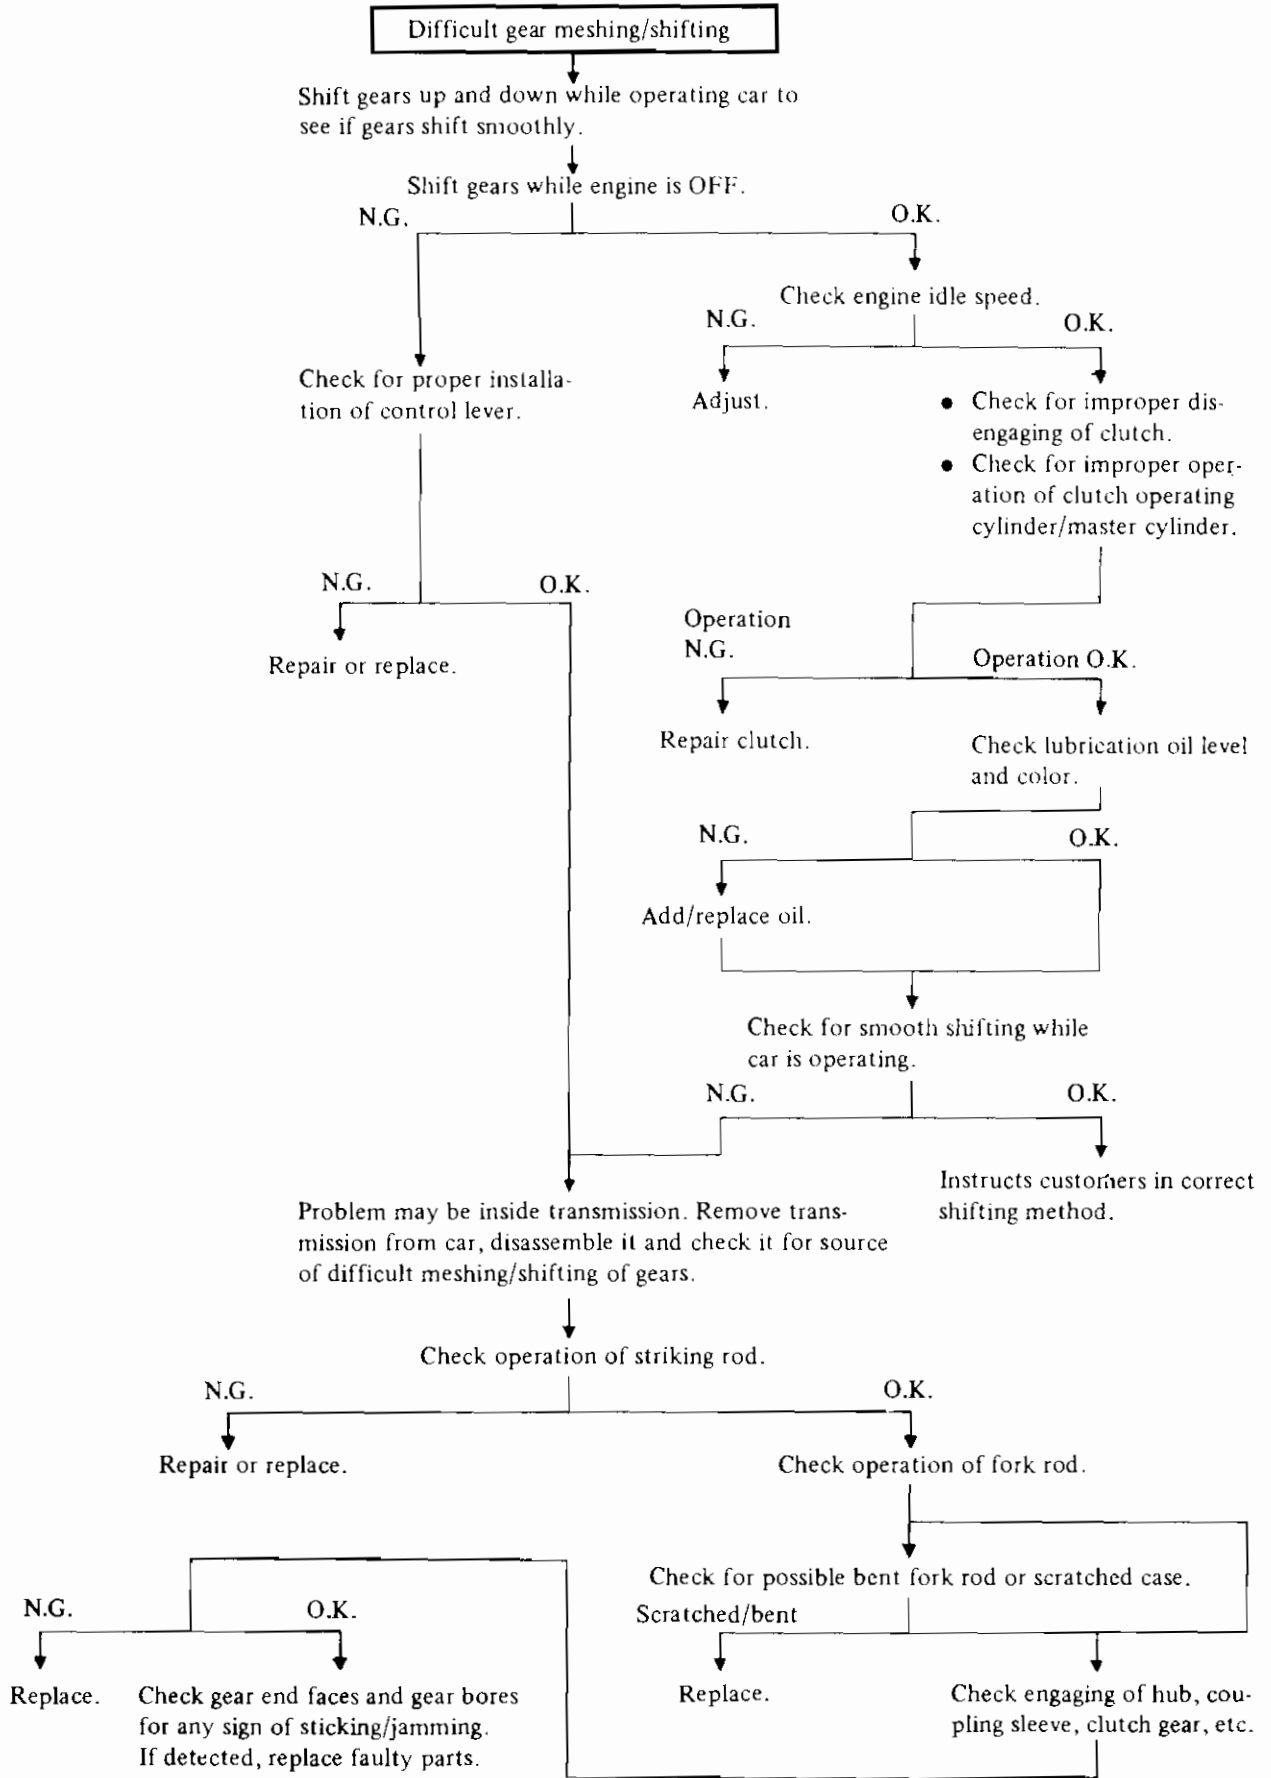 Difficult gear meshing/shifting
Shift gears up and down while operating car to
see if gears shift smoothly.
Shift gears while engine is OFF.
N.G.
O.K.
Check engine idle speed.
N.G.
O.K.
Check for proper installa-
tion of control lever.
Adjust.
● Check for improper dis-
engaging of clutch.
● Check for improper oper-
ation of clutch operating
cylinder/master cylinder.
N.G.
O.K.
Repair or replace.
Operation
N.G.
Operation O.K.
Repair clutch.
Check lubrication oil level
and color.
N.G.
O.K.
Add/replace oil.
Check for smooth shifting while
car is operating.
N.G.
O.K.
Instructs customers in correct
shifting method.
Problem may be inside transmission. Remove trans-
mission from car, disassemble it and check it for source
of difficult meshing/shifting of gears.
Check operation of striking rod.
N.G.
O.K.
Repair or replace.
Check operation of fork rod.
Check for possible bent fork rod or scratched case.
Scratched/bent
Replace.
Check engaging of hub, cou-
pling sleeve, clutch gear, etc.
N.G.
O.K.
Replace.
Check gear end faces and gear bores
for any sign of sticking/jamming.
If detected, replace faulty parts.